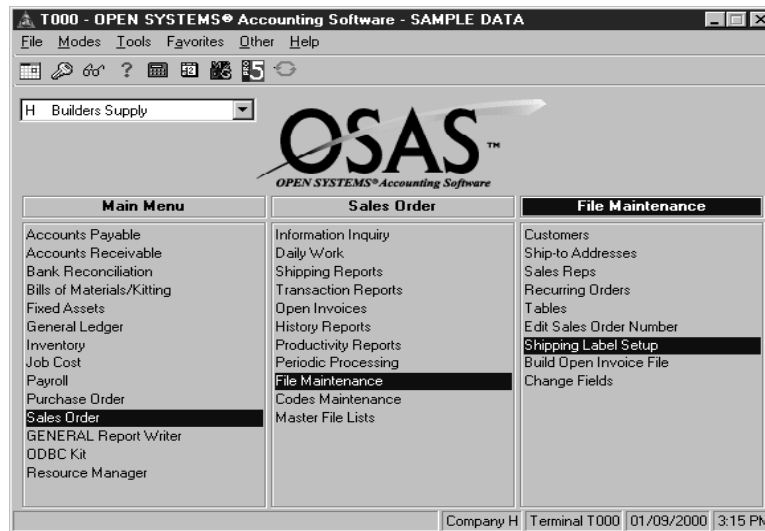 T000 - OPEN SYSTEMS® Accounting Software - SAMPLE DATA
File Modes Tools Favorites Other Help
H Builders Supply
OSAS™
OPEN SYSTEMS® Accounting Software
Main Menu
Accounts Payable
Accounts Receivable
Bank Reconciliation
Bills of Materials/Kitting
Fixed Assets
General Ledger
Inventory
Job Cost
Payroll
Purchase Order
Sales Order
GENERAL Report Writer
ODBC Kit
Resource Manager
Sales Order
Information Inquiry
Daily Work
Shipping Reports
Transaction Reports
Open Invoices
History Reports
Productivity Reports
Periodic Processing
File Maintenance
Codes Maintenance
Master File Lists
File Maintenance
Customers
Ship-to Addresses
Sales Reps
Recurring Orders
Tables
Edit Sales Order Number
Shipping Label Setup
Build Open Invoice File
Change Fields
Company H Terminal T000 01/09/2000 3:15 PM